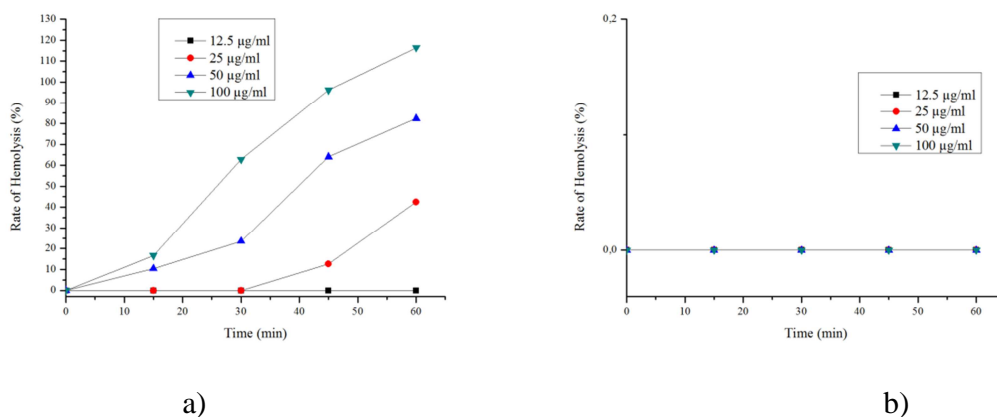 130
120
110
100
90
80
70
60
50
40
30
20
10
0
Rate of Hemolysis (%)
12.5 µg/ml
25 µg/ml
50 µg/ml
100 µg/ml
0 10 20 30 40 50 60
Time (min)
a)
0,2
0,0
Rate of Hemolysis (%)
12.5 µg/ml
25 µg/ml
50 µg/ml
100 µg/ml
0 10 20 30 40 50 60
Time (min)
b)